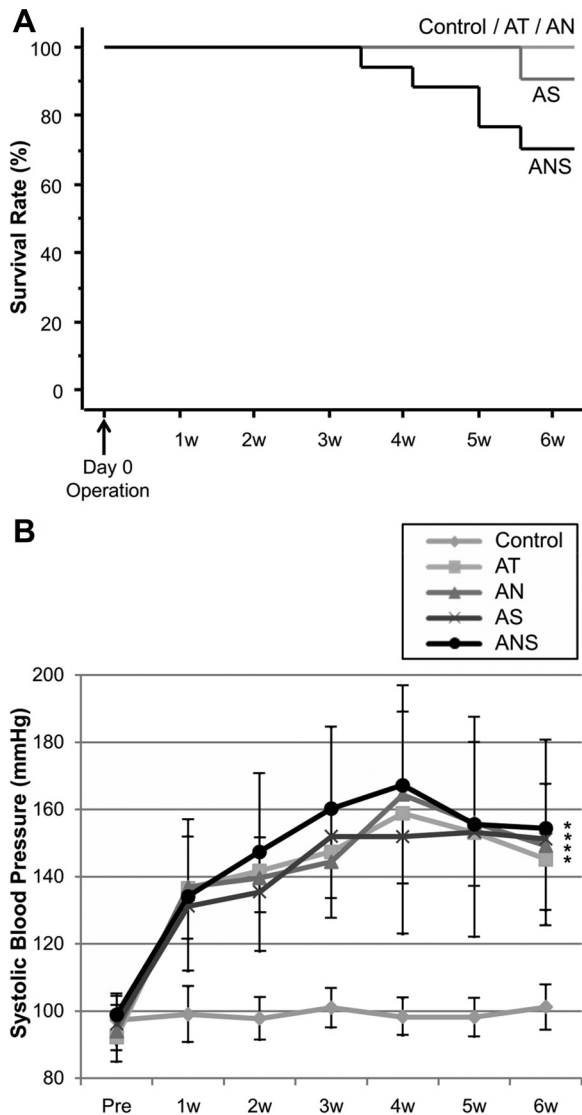 A
Control / AT / AN
100
AS
80
ANS
60
40
20
0
Survival Rate (%)
1w 2w 3w 4w 5w 6w
Day 0
Operation
B
Control
AT
AN
AS
ANS
200
180
160
140
120
100
80
Systolic Blood Pressure (mmHg)
****
Pre 1w 2w 3w 4w 5w 6w